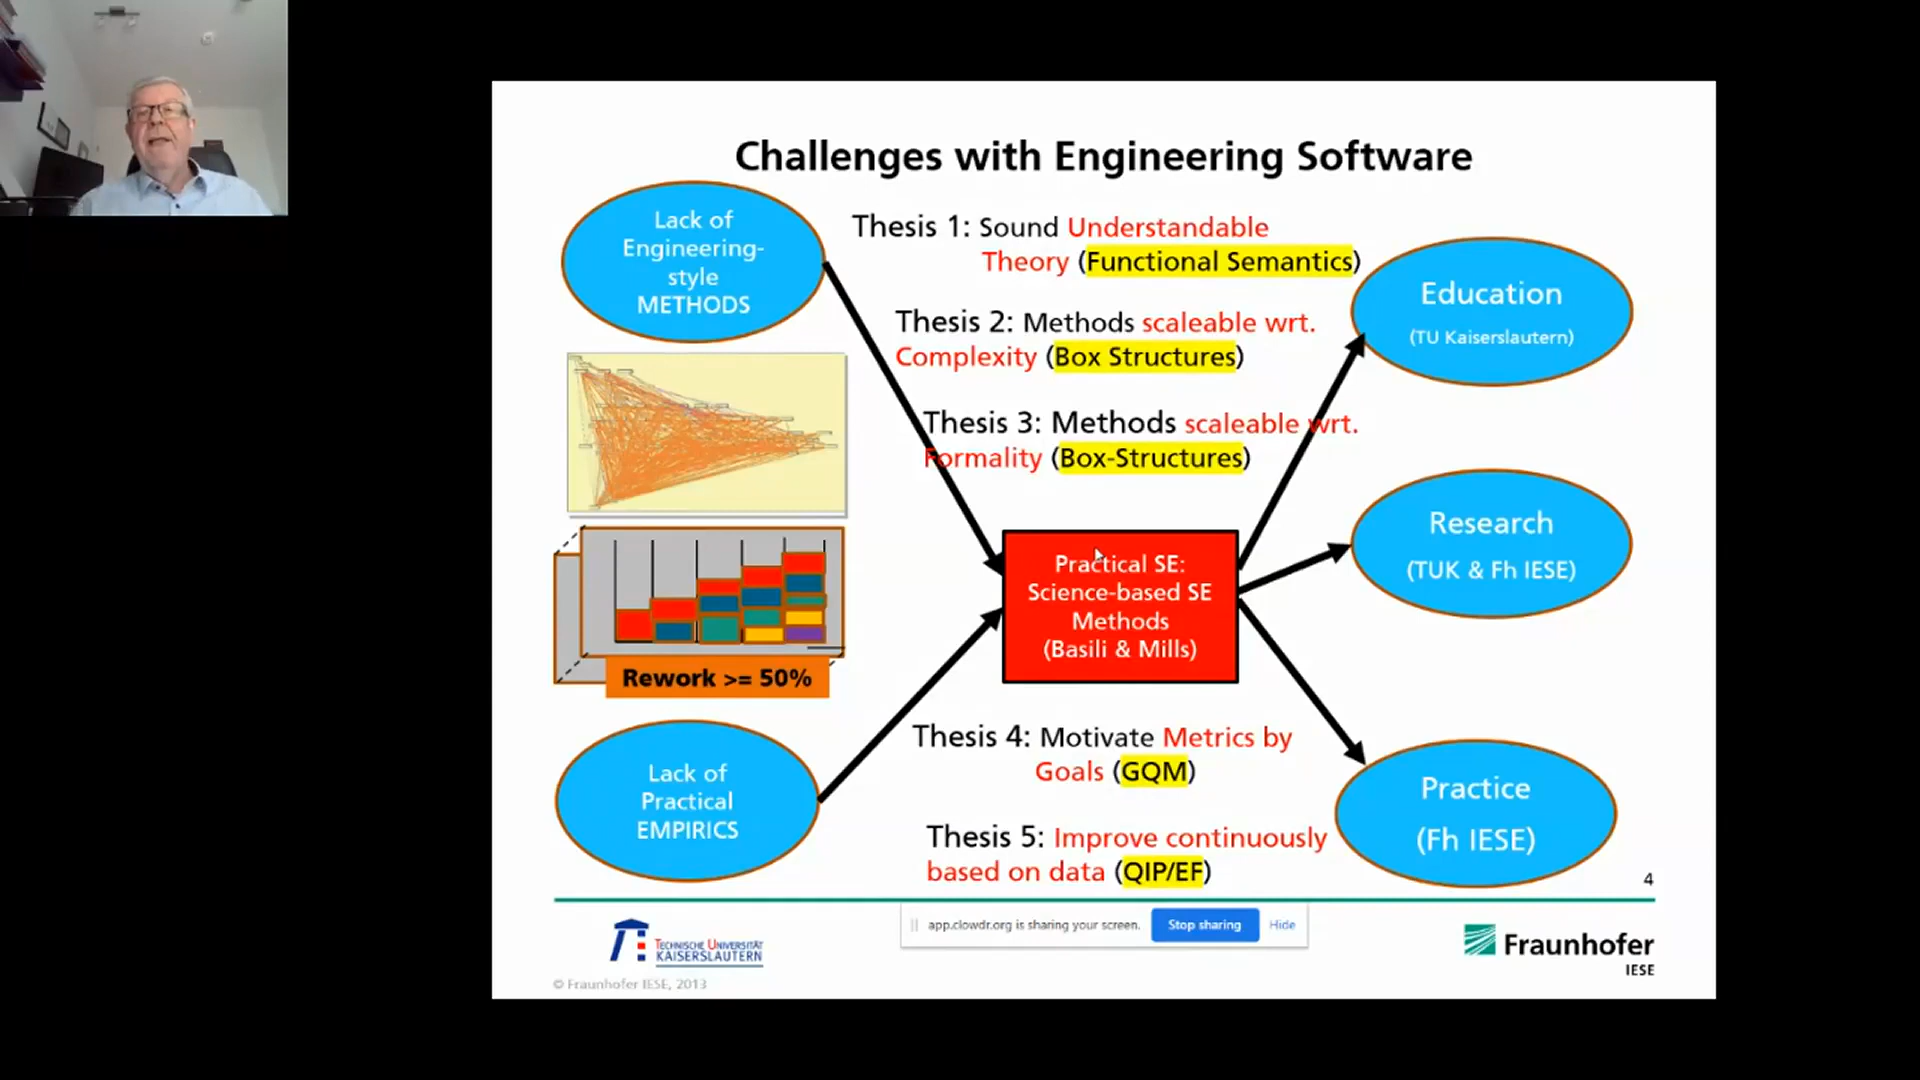 Challenges with Engineering Software
Lack of
Engineering-
style
METHODS
Thesis 1: Sound Understandable
Theory (Functional Semantics)
Thesis 2: Methods scaleable wrt.
Complexity (Box Structures)
Thesis 3: Methods scaleable wrt.
Formality (Box-Structures)
Education
(TU Kaiserslautern)
Research
(TUK & Fh IESE)
Practical SE:
Science-based SE
Methods
(Basili & Mills)
Rework >= 50%
Lack of
Practical
EMPIRICS
Thesis 4: Motivate Metrics by
Goals (GQM)
Thesis 5: Improve continuously
based on data (QIP/EF)
Practice
(Fh IESE)
4
TECHNISCHE UNIVERSITÄT
KAISERSLAUTERN
app.clowdr.org is sharing your screen.
Stop sharing
Hide
Fraunhofer
IESE
© Fraunhofer IESE, 2013